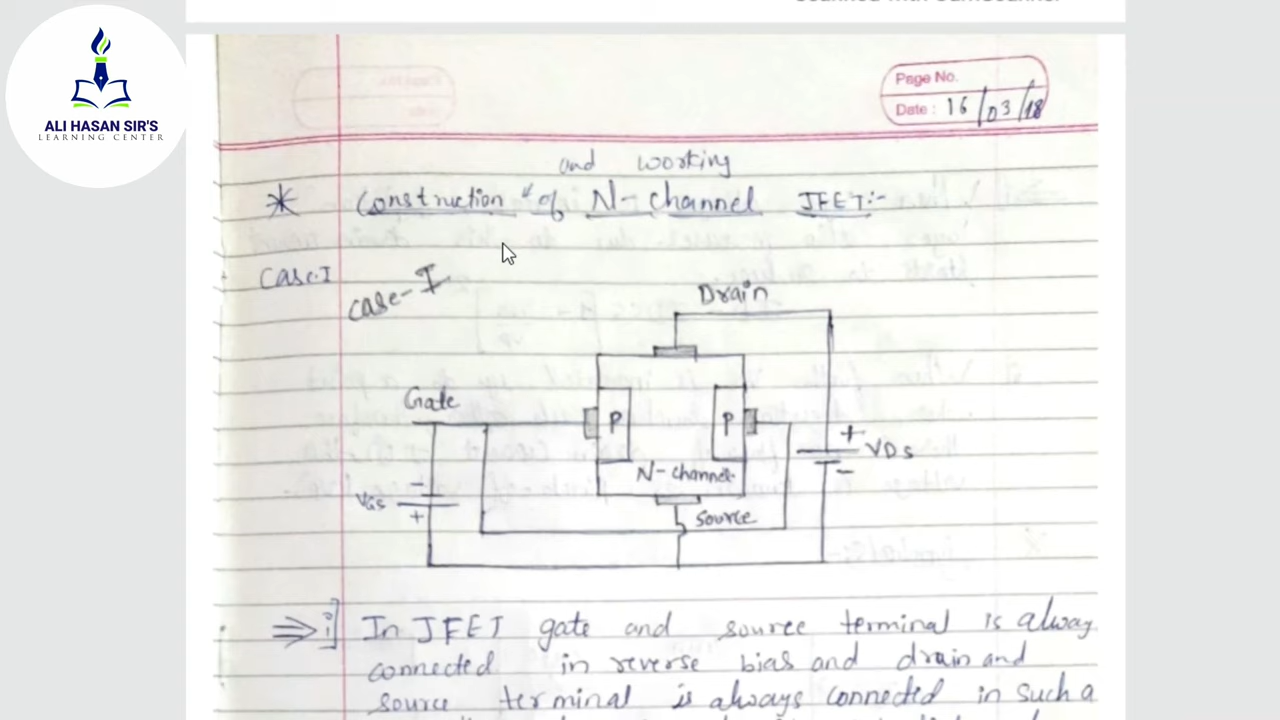 ALI HASAN SIR'S
LEARNING CENTER
Page No.
Date : 16/03/18
and working
* Construction of N-channel JFET:-
Case.I
Case-I
Drain
Gate
P
P
+
VDS
-
N-channel
-
VGS
+
Source
⇒ i] In JFET gate and source terminal is alway
connected in reverse bias and drain and
source terminal is always connected in such a